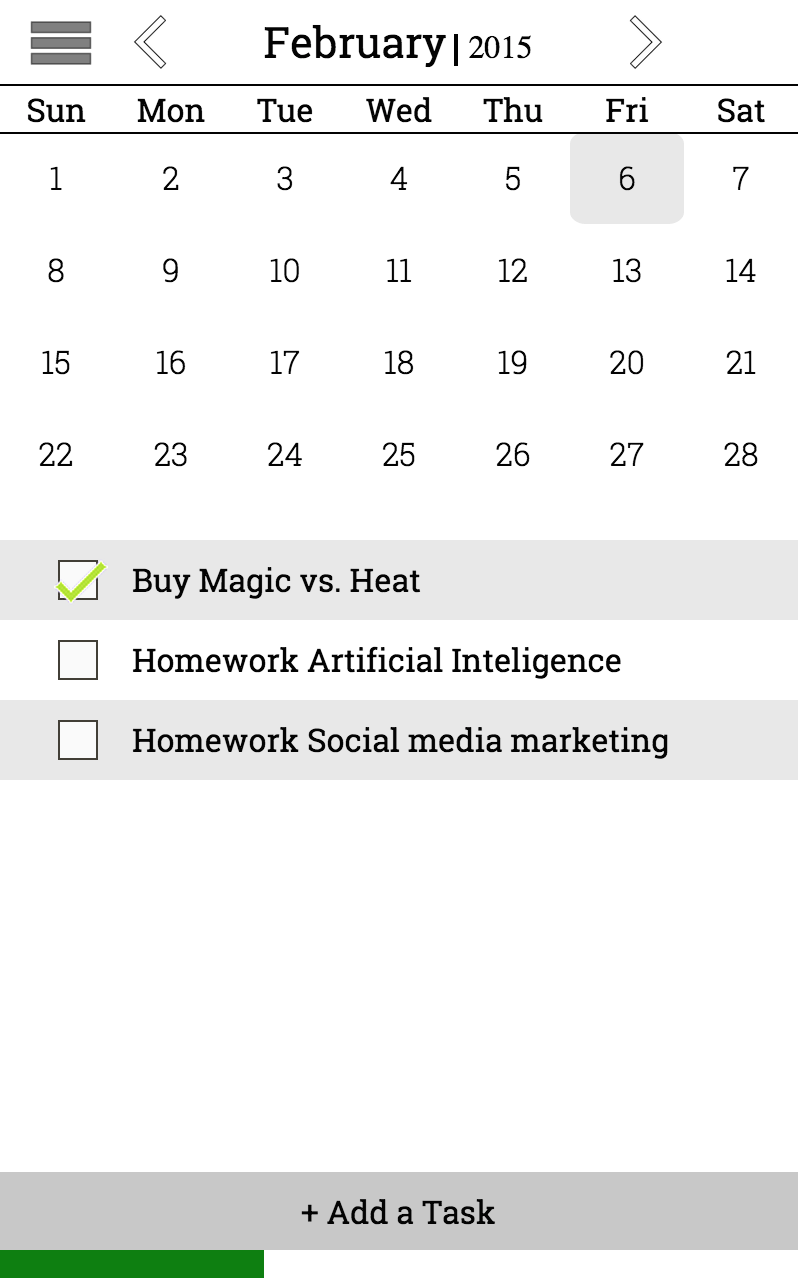 February | 2015
Sun Mon Tue Wed Thu Fri Sat
1 2 3 4 5 6 7
8 9 10 11 12 13 14
15 16 17 18 19 20 21
22 23 24 25 26 27 28
Buy Magic vs. Heat
Homework Artificial Inteligence
Homework Social media marketing
+ Add a Task